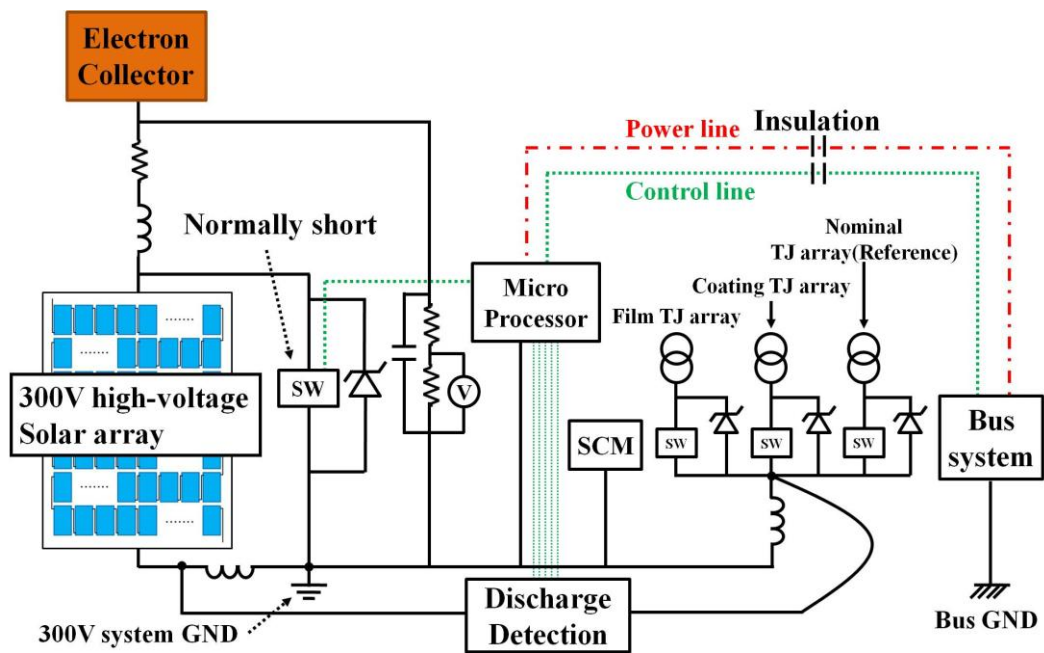 Electron
Collector
Power line
Insulation
Control line
Normally short
Nominal
TJ array(Reference)
Micro
Processor
Coating TJ array
Film TJ array
SW
V
300V high-voltage
Solar array
SCM
SW
SW
SW
Bus
system
Discharge
Detection
300V system GND
Bus GND